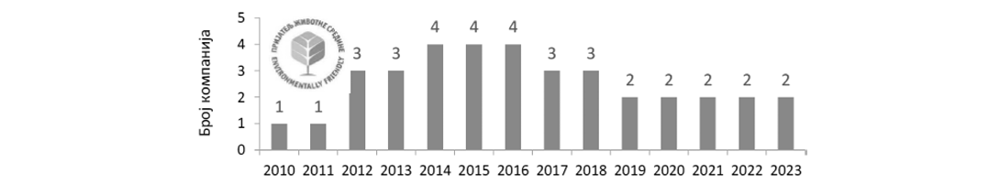 Број компанија
5
4
3
2
1
0
ПРИЈАТЕЉ ЖИВОТНЕ СРЕДИНЕ
ENVIRONMENTALLY FRIENDLY
1 1 3 3 4 4 4 3 3 2 2 2 2 2
2010 2011 2012 2013 2014 2015 2016 2017 2018 2019 2020 2021 2022 2023